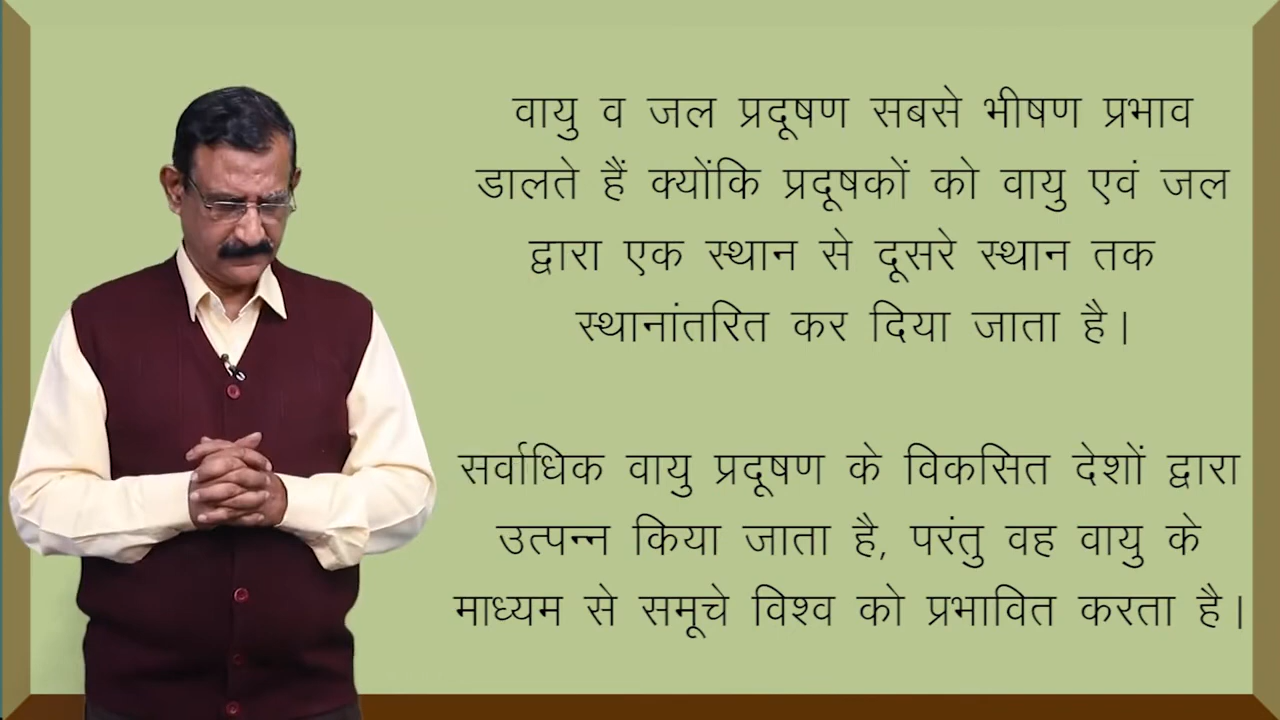 वायु व जल प्रदूषण सबसे भीषण प्रभाव
डालते हैं क्योंकि प्रदूषकों को वायु एवं जल
द्वारा एक स्थान से दूसरे स्थान तक
स्थानांतरित कर दिया जाता है।
सर्वाधिक वायु प्रदूषण के विकसित देशों द्वारा
उत्पन्न किया जाता है, परंतु वह वायु के
माध्यम से समूचे विश्व को प्रभावित करता है।